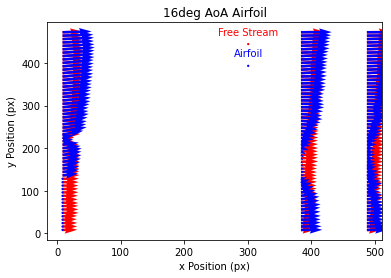 16deg AoA Airfoil
Free Stream
Airfoil
400
300
200
100
0
y Position (px)
0 100 200 300 400 500
x Position (px)